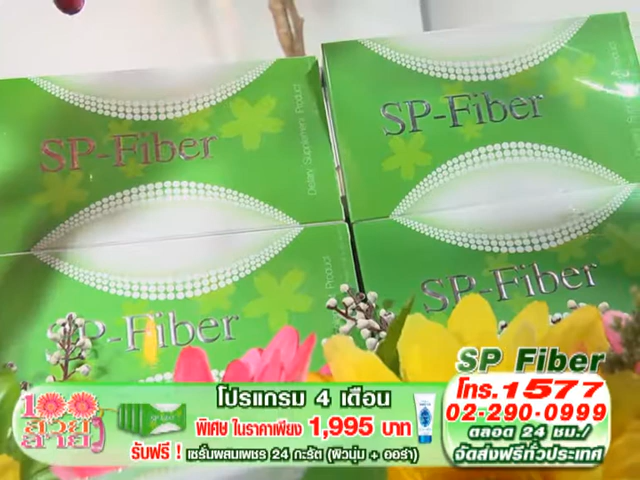 SP-Fiber
Dietary Supplement Product
SP-Fiber
SP-Fiber
Product
SP-Fiber
100
สวย
สาย
โปรแกรม 4 เดือน
พิเศษ ในราคาเพียง 1,995 บาท
รับฟรี ! เซรั่มผสมเพชร 24 กะรัต (ผิวนุ่ม + ออร่า)
SP Fiber
โทร.1577
02-290-0999
ตลอด 24 ชม./
จัดส่งฟรีทั่วประเทศ